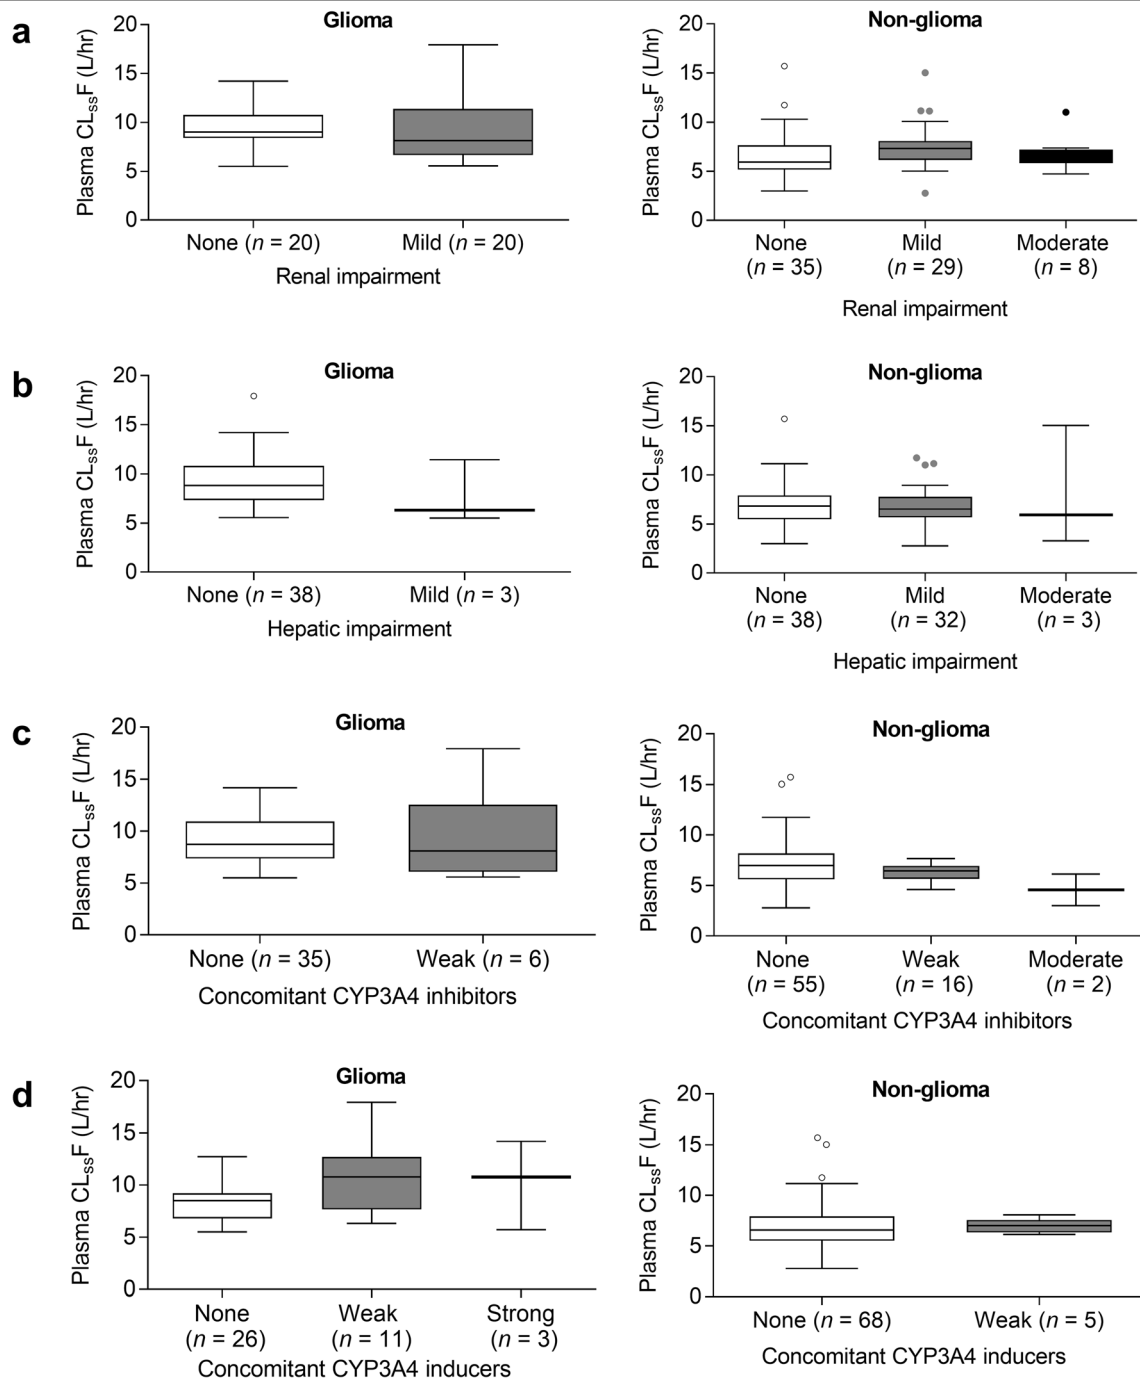 a
Glioma
Plasma CLssF (L/hr)
20
15
10
5
0
None (n = 20)
Mild (n = 20)
Renal impairment
Non-glioma
Plasma CLssF (L/hr)
20
15
10
5
0
None
(n = 35)
Mild
(n = 29)
Moderate
(n = 8)
Renal impairment
b
Glioma
Plasma CLssF (L/hr)
20
15
10
5
0
None (n = 38)
Mild (n = 3)
Hepatic impairment
Non-glioma
Plasma CLssF (L/hr)
20
15
10
5
0
None
(n = 38)
Mild
(n = 32)
Moderate
(n = 3)
Hepatic impairment
c
Glioma
Plasma CLssF (L/hr)
20
15
10
5
0
None (n = 35)
Weak (n = 6)
Concomitant CYP3A4 inhibitors
Non-glioma
Plasma CLssF (L/hr)
20
15
10
5
0
None
(n = 55)
Weak
(n = 16)
Moderate
(n = 2)
Concomitant CYP3A4 inhibitors
d
Glioma
Plasma CLssF (L/hr)
20
15
10
5
0
None
(n = 26)
Weak
(n = 11)
Strong
(n = 3)
Concomitant CYP3A4 inducers
Non-glioma
Plasma CLssF (L/hr)
20
15
10
5
0
None (n = 68)
Weak (n = 5)
Concomitant CYP3A4 inducers